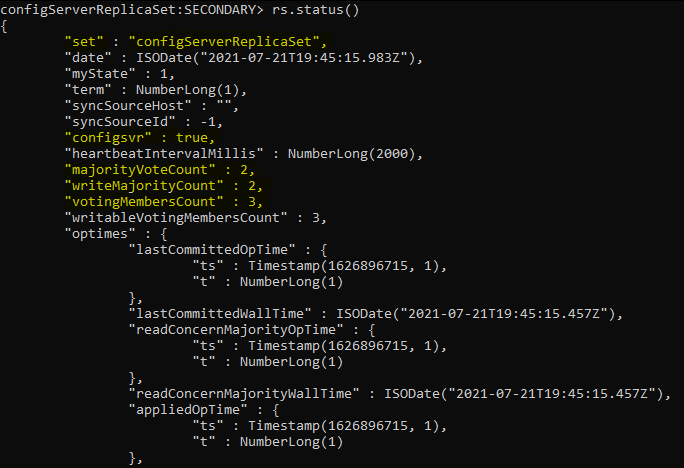 configServerReplicaSet:SECONDARY> rs.status()
{
        "set" : "configServerReplicaSet",
        "date" : ISODate("2021-07-21T19:45:15.983Z"),
        "myState" : 1,
        "term" : NumberLong(1),
        "syncSourceHost" : "",
        "syncSourceId" : -1,
        "configsvr" : true,
        "heartbeatIntervalMillis" : NumberLong(2000),
        "majorityVoteCount" : 2,
        "writeMajorityCount" : 2,
        "votingMembersCount" : 3,
        "writableVotingMembersCount" : 3,
        "optimes" : {
                "lastCommittedOpTime" : {
                        "ts" : Timestamp(1626896715, 1),
                        "t" : NumberLong(1)
                },
                "lastCommittedWallTime" : ISODate("2021-07-21T19:45:15.457Z"),
                "readConcernMajorityOpTime" : {
                        "ts" : Timestamp(1626896715, 1),
                        "t" : NumberLong(1)
                },
                "readConcernMajorityWallTime" : ISODate("2021-07-21T19:45:15.457Z"),
                "appliedOpTime" : {
                        "ts" : Timestamp(1626896715, 1),
                        "t" : NumberLong(1)
                },